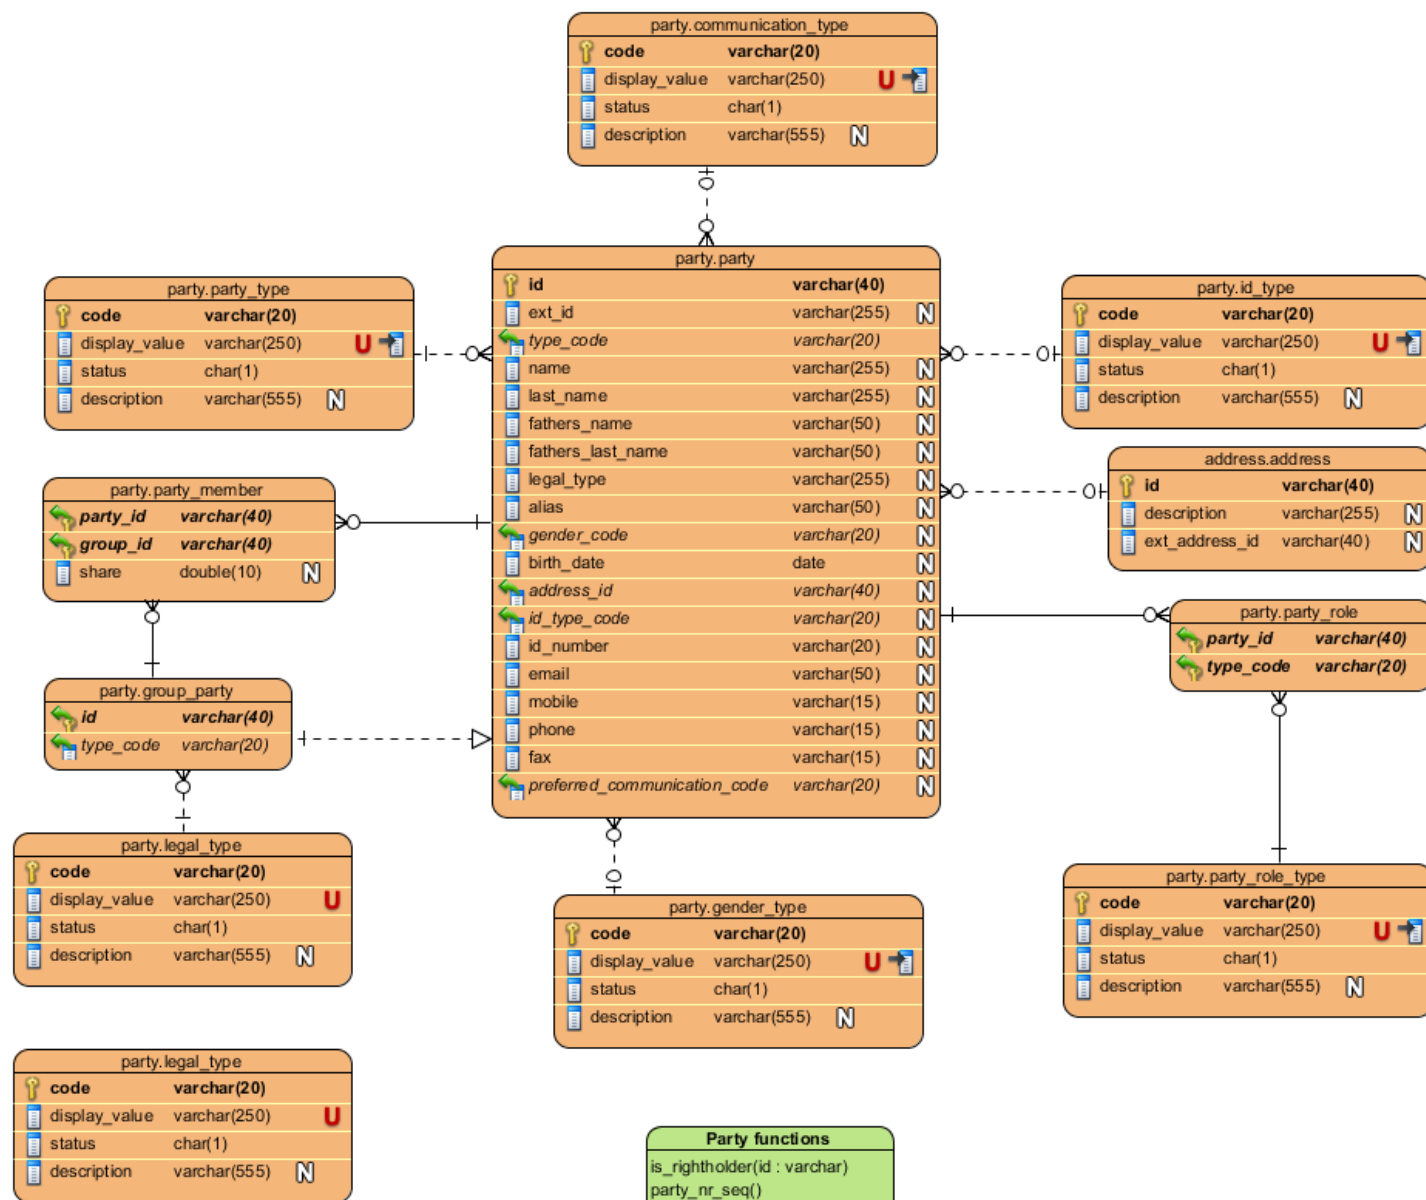 party.communication_type
code varchar(20)
display_value varchar(250) U
status char(1)
description varchar(555) N
party.party
id varchar(40)
ext_id varchar(255) N
type_code varchar(20)
name varchar(255) N
last_name varchar(255) N
fathers_name varchar(50) N
fathers_last_name varchar(50) N
legal_type varchar(255) N
alias varchar(50) N
gender_code varchar(20) N
birth_date date N
address_id varchar(40) N
id_type_code varchar(20) N
id_number varchar(20) N
email varchar(50) N
mobile varchar(15) N
phone varchar(15) N
fax varchar(15) N
preferred_communication_code varchar(20) N
party.party_type
code varchar(20)
display_value varchar(250) U
status char(1)
description varchar(555) N
party.id_type
code varchar(20)
display_value varchar(250) U
status char(1)
description varchar(555) N
party.party_member
party_id varchar(40)
group_id varchar(40)
share double(10) N
address.address
id varchar(40)
description varchar(255) N
ext_address_id varchar(40) N
party.group_party
id varchar(40)
type_code varchar(20)
party.party_role
party_id varchar(40)
type_code varchar(20)
party.legal_type
code varchar(20)
display_value varchar(250) U
status char(1)
description varchar(555) N
party.gender_type
code varchar(20)
display_value varchar(250) U
status char(1)
description varchar(555) N
party.party_role_type
code varchar(20)
display_value varchar(250) U
status char(1)
description varchar(555) N
party.legal_type
code varchar(20)
display_value varchar(250) U
status char(1)
description varchar(555) N
Party functions
is_rightholder(id : varchar)
party_nr_seq()